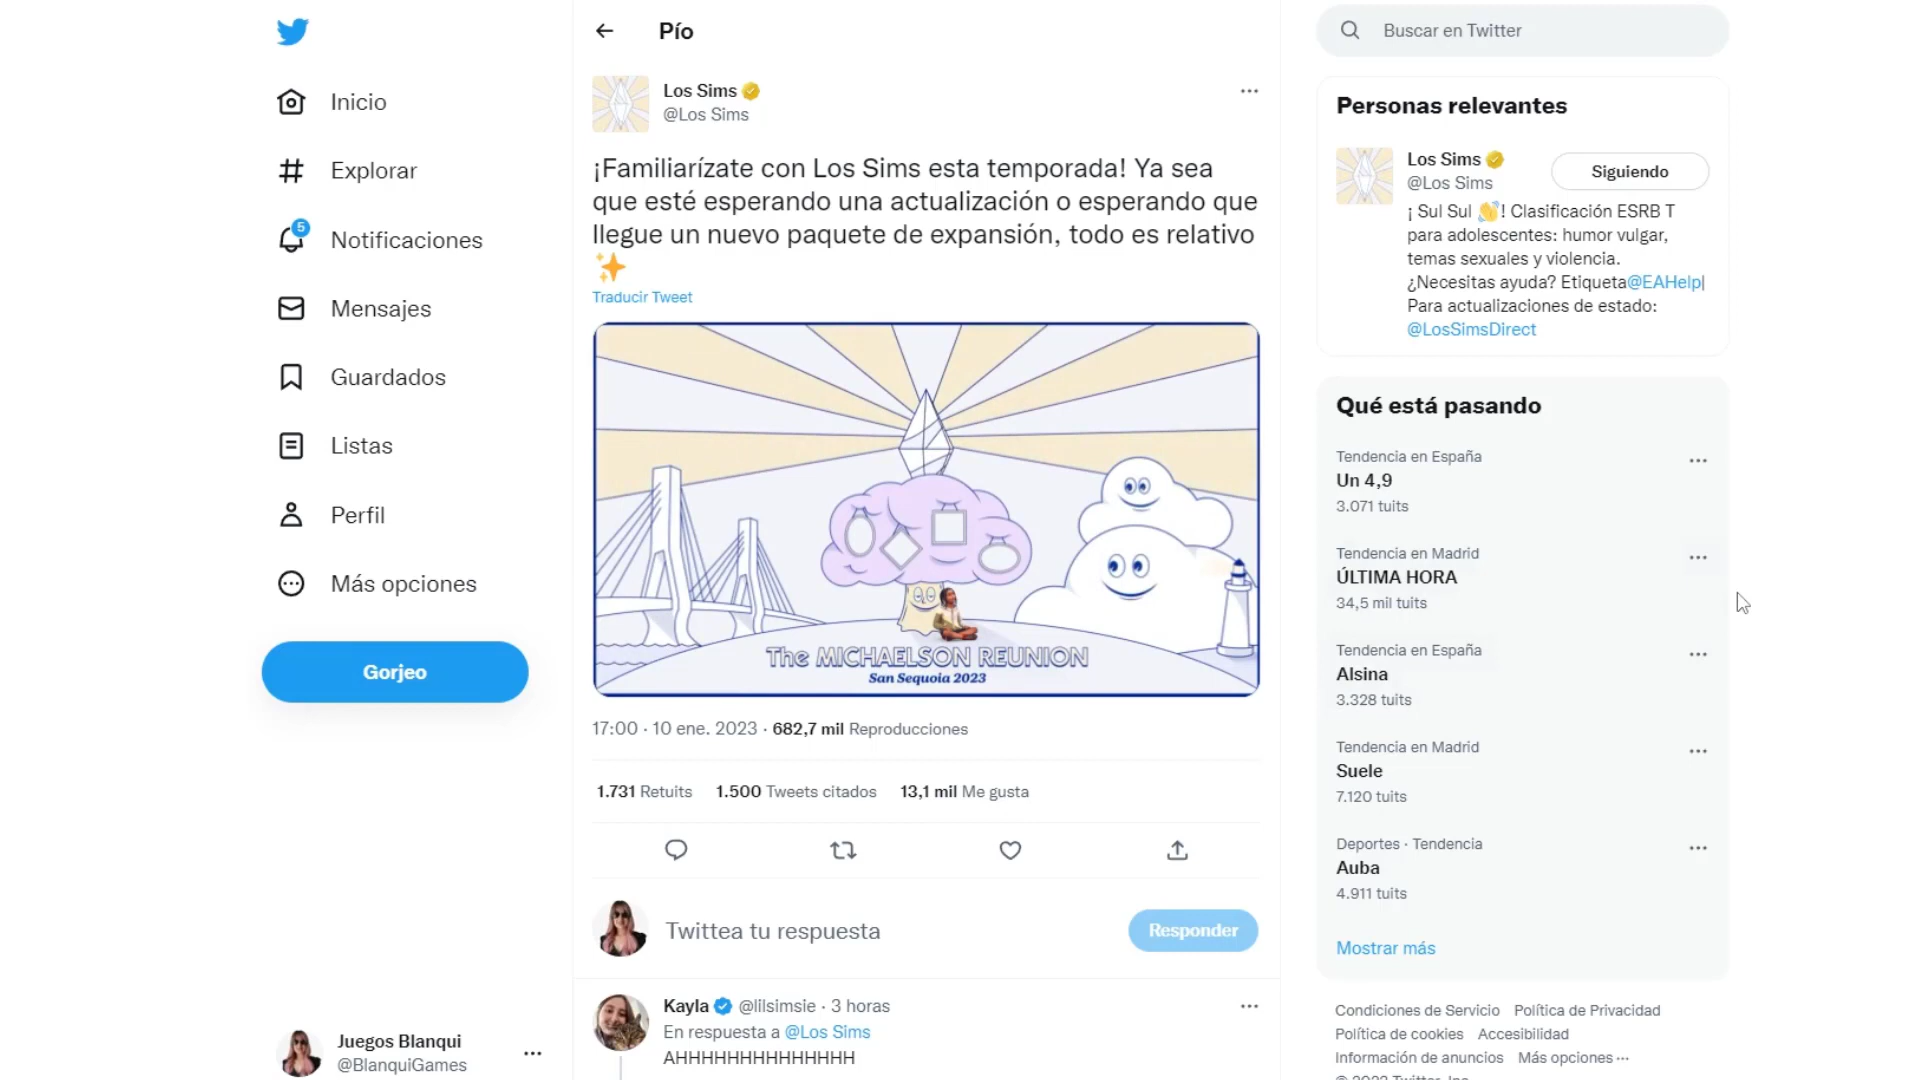 Inicio
Explorar
5
Notificaciones
Mensajes
Guardados
Listas
Perfil
Más opciones
Gorjeo
Juegos Blanqui
@BlanquiGames
Pío
Los Sims
@Los Sims
¡Familiarízate con Los Sims esta temporada! Ya sea
que esté esperando una actualización o esperando que
llegue un nuevo paquete de expansión, todo es relativo
Traducir Tweet
The MICHAELSON REUNION
San Sequoia 2023
17:00 · 10 ene. 2023 · 682,7 mil Reproducciones
1.731 Retuits 1.500 Tweets citados 13,1 mil Me gusta
Twittea tu respuesta
Responder
Kayla @lilsimsie · 3 horas
En respuesta a @Los Sims
AHHHHHHHHHHHHHH
Buscar en Twitter
Personas relevantes
Los Sims
@Los Sims
Siguiendo
¡ Sul Sul 👏! Clasificación ESRB T
para adolescentes: humor vulgar,
temas sexuales y violencia.
¿Necesitas ayuda? Etiqueta@EAHelp|
Para actualizaciones de estado:
@LosSimsDirect
Qué está pasando
Tendencia en España
Un 4,9
3.071 tuits
Tendencia en Madrid
ÚLTIMA HORA
34,5 mil tuits
Tendencia en España
Alsina
3.328 tuits
Tendencia en Madrid
Suele
7.120 tuits
Deportes · Tendencia
Auba
4.911 tuits
Mostrar más
Condiciones de Servicio Política de Privacidad
Política de cookies Accesibilidad
Información de anuncios Más opciones ···
© 2023 Twitter, Inc.